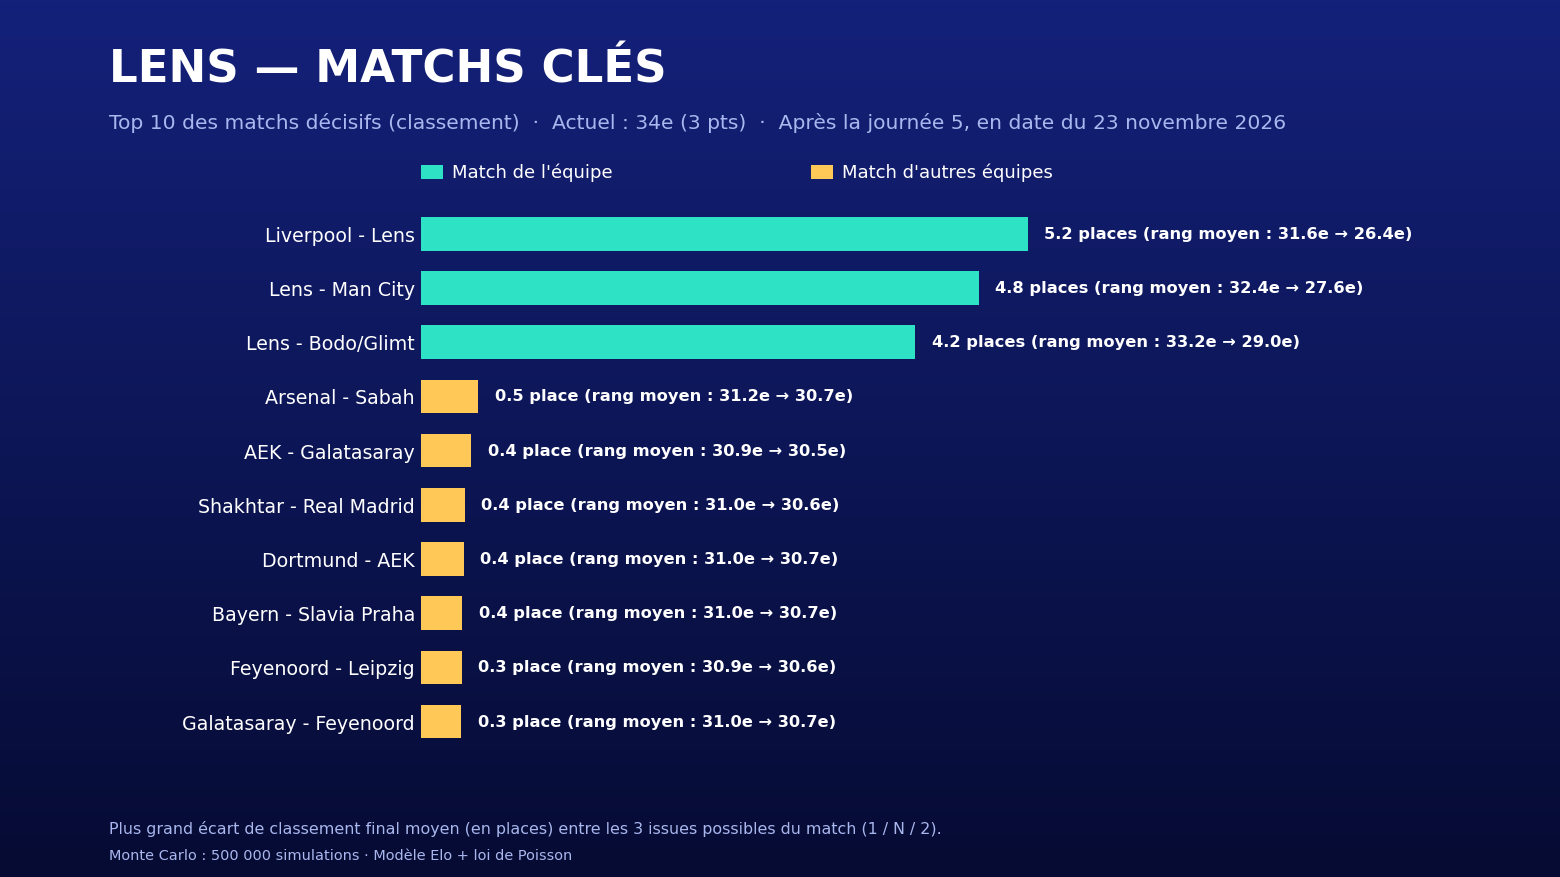 LENS — MATCHS CLÉS
Top 10 des matchs décisifs (classement) · Actuel : 34e (3 pts) · Après la journée 5, en date du 23 novembre 2026
Match de l'équipe
Match d'autres équipes
Liverpool - Lens 5.2 places (rang moyen : 31.6e → 26.4e)
Lens - Man City 4.8 places (rang moyen : 32.4e → 27.6e)
Lens - Bodo/Glimt 4.2 places (rang moyen : 33.2e → 29.0e)
Arsenal - Sabah 0.5 place (rang moyen : 31.2e → 30.7e)
AEK - Galatasaray 0.4 place (rang moyen : 30.9e → 30.5e)
Shakhtar - Real Madrid 0.4 place (rang moyen : 31.0e → 30.6e)
Dortmund - AEK 0.4 place (rang moyen : 31.0e → 30.7e)
Bayern - Slavia Praha 0.4 place (rang moyen : 31.0e → 30.7e)
Feyenoord - Leipzig 0.3 place (rang moyen : 30.9e → 30.6e)
Galatasaray - Feyenoord 0.3 place (rang moyen : 31.0e → 30.7e)
Plus grand écart de classement final moyen (en places) entre les 3 issues possibles du match (1 / N / 2).
Monte Carlo : 500 000 simulations · Modèle Elo + loi de Poisson